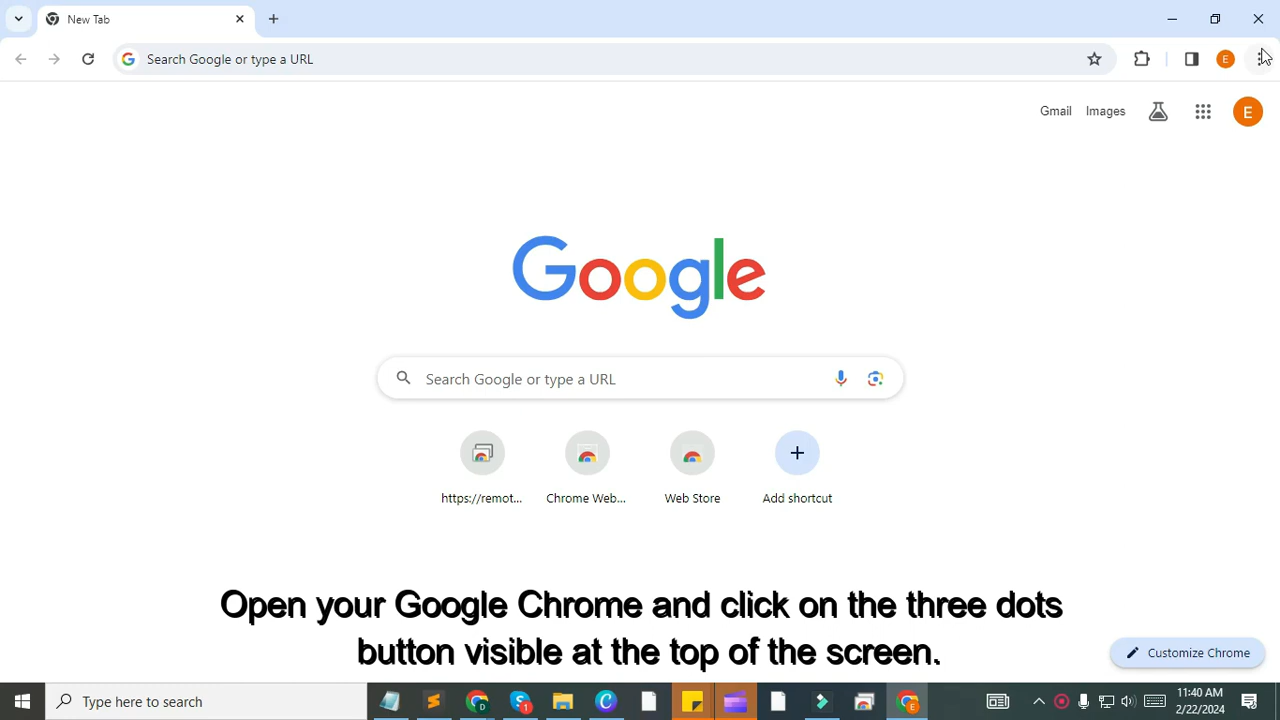 New Tab
Search Google or type a URL
E
Gmail
Images
E
Google
Search Google or type a URL
https://remot...
Chrome Web...
Web Store
Add shortcut
Open your Google Chrome and click on the three dots
button visible at the top of the screen.
Customize Chrome
Type here to search
11:40 AM
2/22/2024